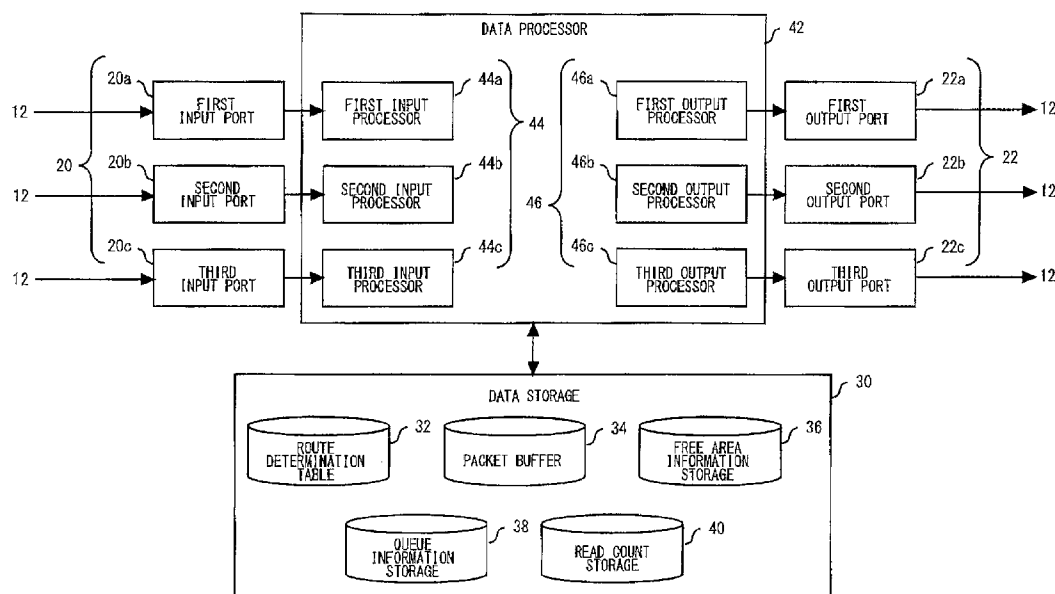 DATA PROCESSOR
42
20a
44a
46a
22a
12
FIRST
INPUT PORT
FIRST INPUT
PROCESSOR
FIRST OUTPUT
PROCESSOR
FIRST
OUTPUT PORT
12
20
44
22
20b
44b
46b
22b
12
SECOND
INPUT PORT
SECOND INPUT
PROCESSOR
46
SECOND OUTPUT
PROCESSOR
SECOND
OUTPUT PORT
12
20c
44c
46c
22c
12
THIRD
INPUT PORT
THIRD INPUT
PROCESSOR
THIRD OUTPUT
PROCESSOR
THIRD
OUTPUT PORT
12
DATA STORAGE
30
32
34
36
ROUTE
DETERMINATION
TABLE
PACKET BUFFER
FREE AREA
INFORMATION
STORAGE
38
40
QUEUE
INFORMATION
STORAGE
READ COUNT
STORAGE